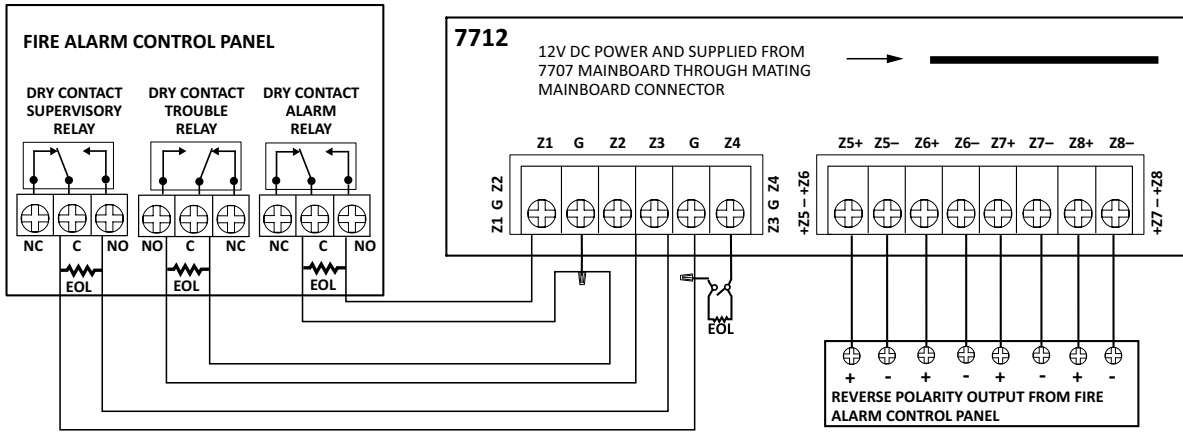 FIRE ALARM CONTROL PANEL
DRY CONTACT SUPERVISORY RELAY
DRY CONTACT TROUBLE RELAY
DRY CONTACT ALARM RELAY
NC C NO NO C NC NC C NO
EOL EOL EOL
7712
12V DC POWER AND SUPPLIED FROM
7707 MAINBOARD THROUGH MATING
MAINBOARD CONNECTOR
Z1 G Z2 Z3 G Z4
Z1 G Z2
Z3 G Z4
Z5+ Z5– Z6+ Z6– Z7+ Z7– Z8+ Z8–
+Z5 – +Z6
+Z7 – +Z8
EOL
+ - + - + - + -
REVERSE POLARITY OUTPUT FROM FIRE
ALARM CONTROL PANEL